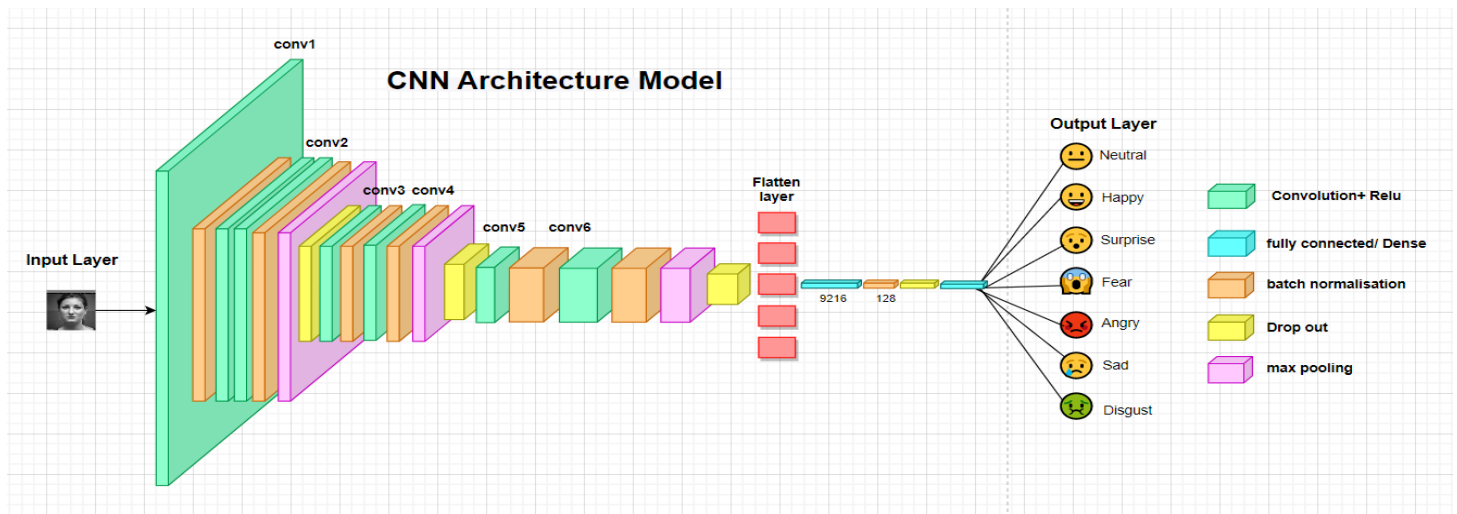 conv1
CNN Architecture Model
conv2
conv3
conv4
conv5
conv6
Input Layer
Flatten
layer
9216
128
Output Layer
Neutral
Happy
Surprise
Fear
Angry
Sad
Disgust
Convolution+ Relu
fully connected/ Dense
batch normalisation
Drop out
max pooling